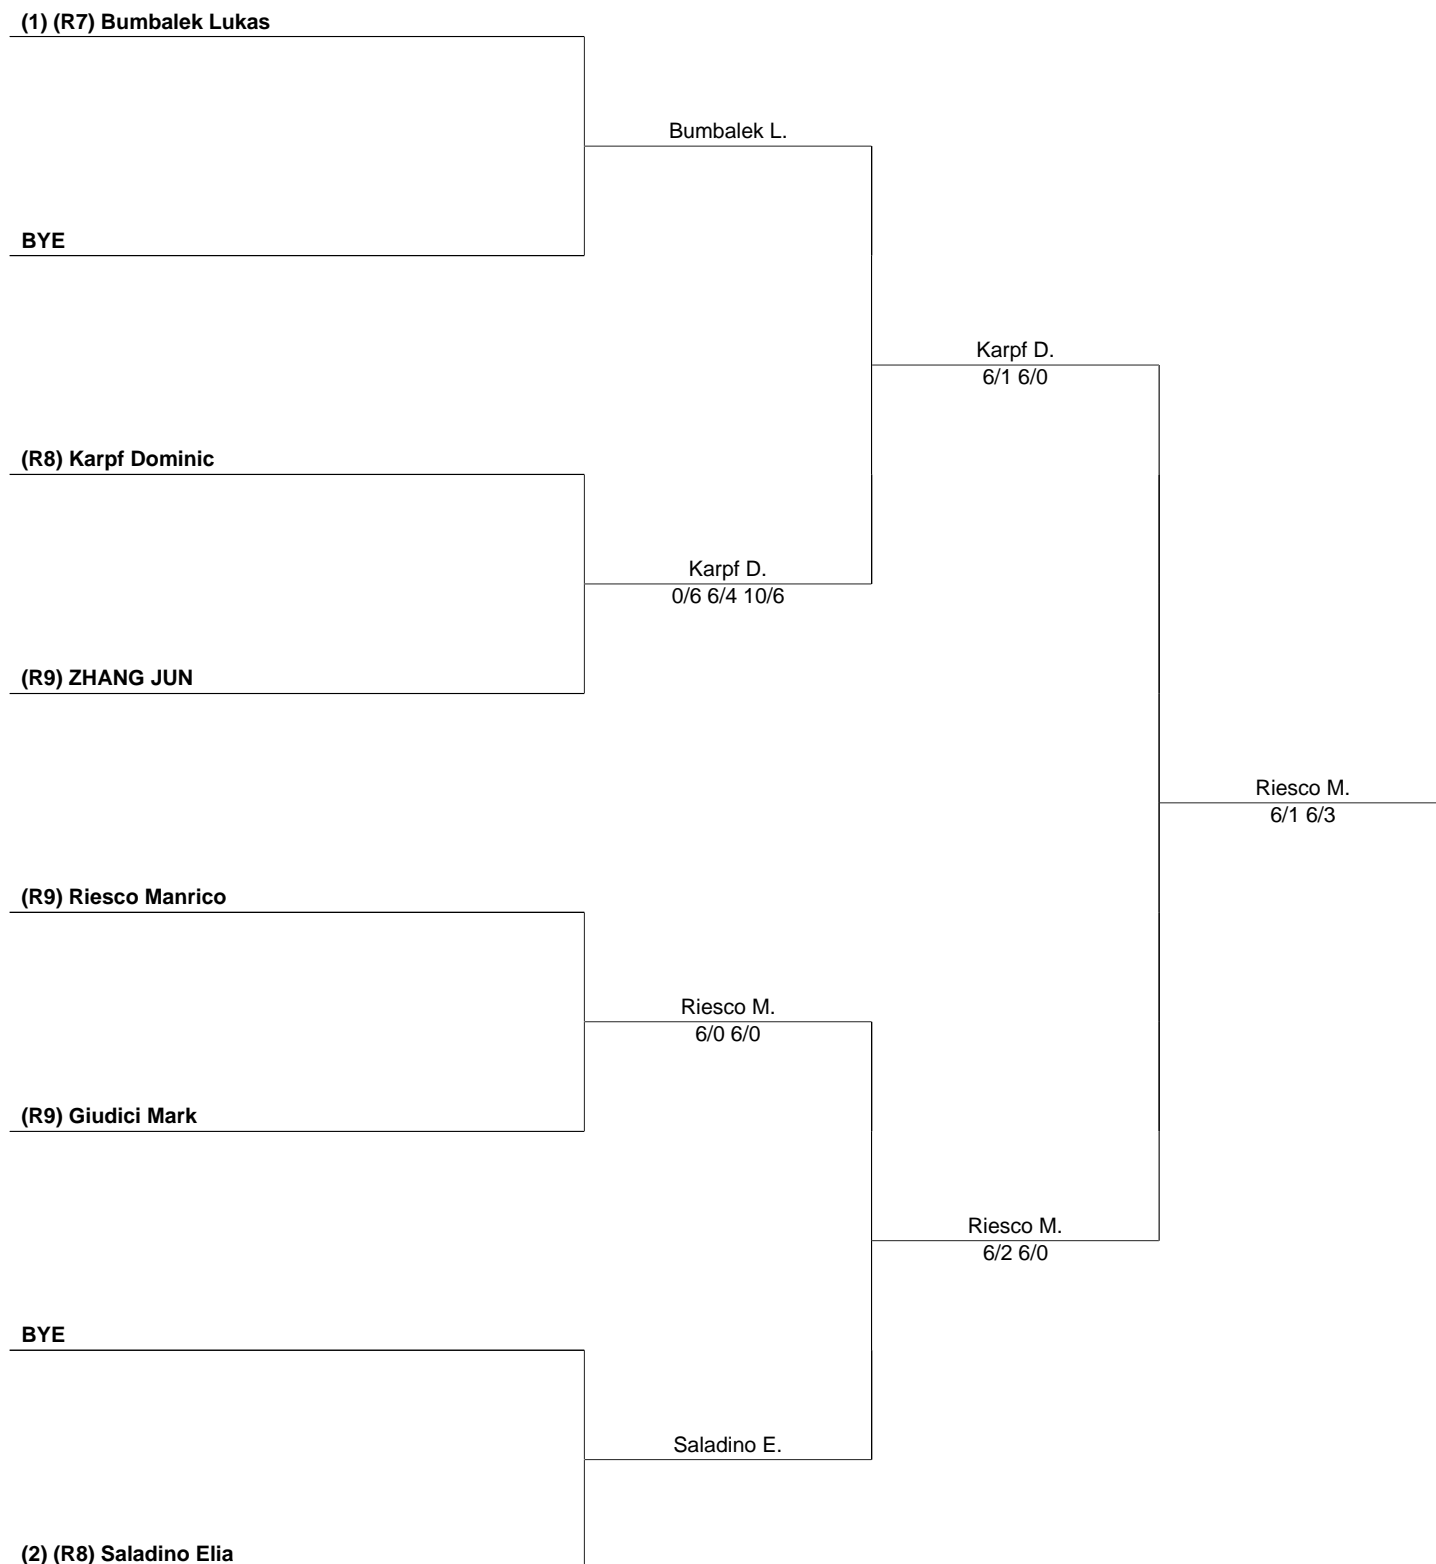 (1) (R7) Bumbalek Lukas
Bumbalek L.
BYE
Karpf D.
6/1 6/0
(R8) Karpf Dominic
Karpf D.
0/6 6/4 10/6
(R9) ZHANG JUN
Riesco M.
6/1 6/3
(R9) Riesco Manrico
Riesco M.
6/0 6/0
(R9) Giudici Mark
Riesco M.
6/2 6/0
BYE
Saladino E.
(2) (R8) Saladino Elia